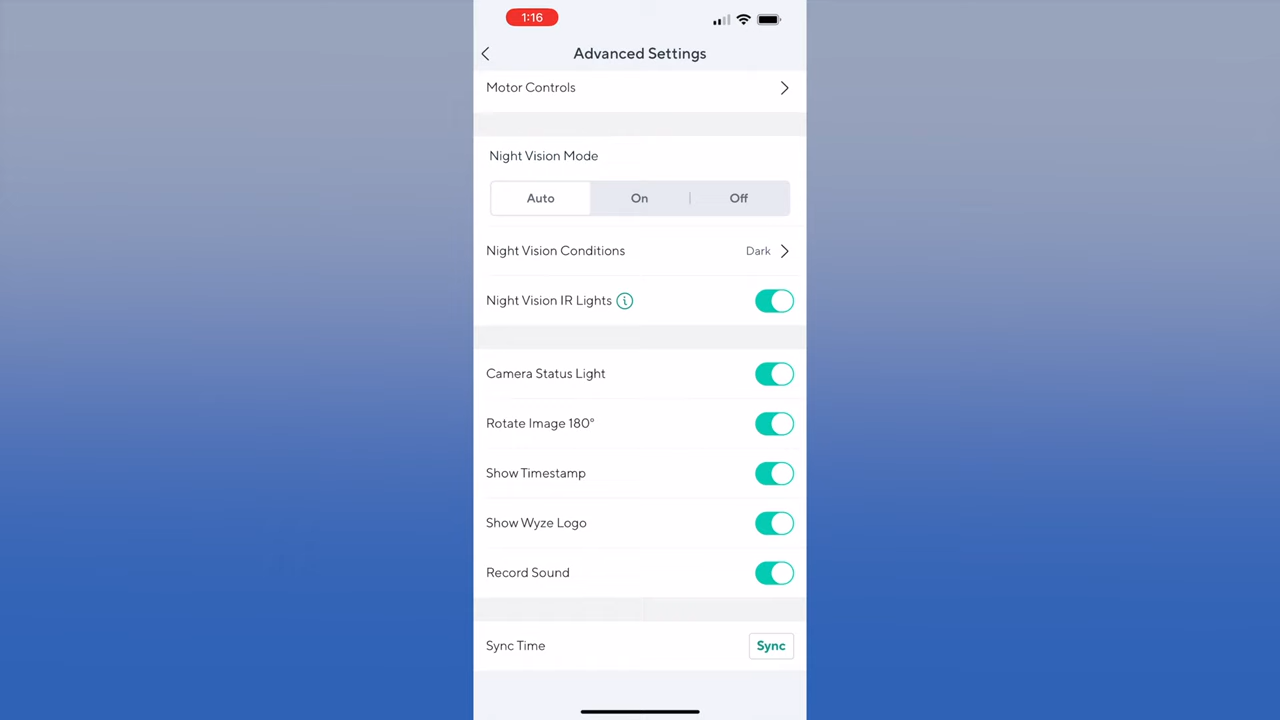 1:16
Advanced Settings
Motor Controls
Night Vision Mode
Auto On Off
Night Vision Conditions Dark
Night Vision IR Lights
Camera Status Light
Rotate Image 180°
Show Timestamp
Show Wyze Logo
Record Sound
Sync Time Sync